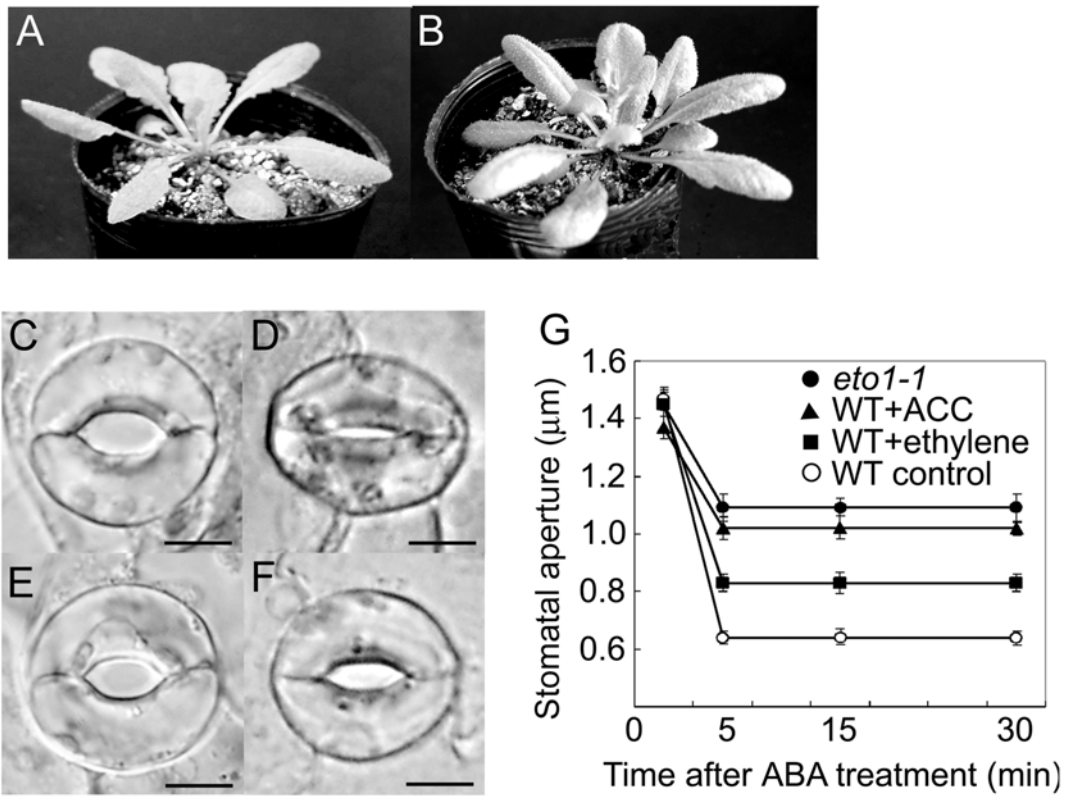 A
B
C
D
E
F
G
1.6
1.4
1.2
1.0
0.8
0.6
Stomatal aperture (μm)
eto1-1
WT+ACC
WT+ethylene
WT control
0
5
15
30
Time after ABA treatment (min)